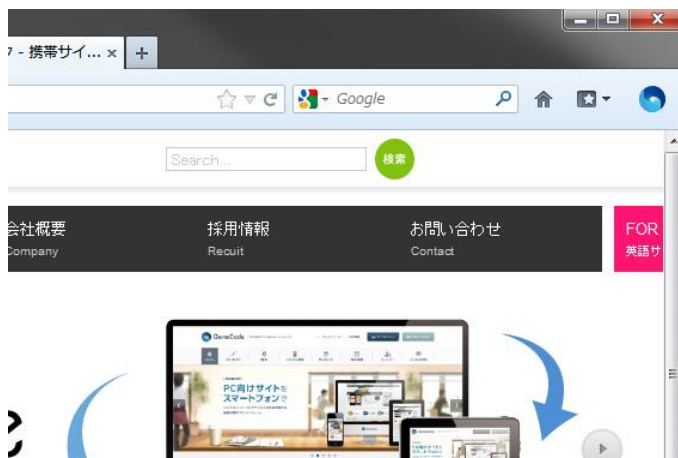 ク - 携帯サイ... ×
Google
Search...
検索
会社概要
Company
採用情報
Recuit
お問い合わせ
Contact
FOR
英語サ
GeneCode
PC向けサイトを
スマートフォンで